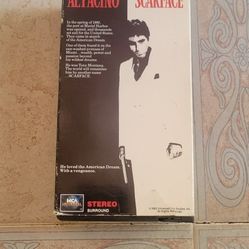 AL PACINO
SCARFACE
In the spring of 1980,
the port at Mariel Harbor
was opened, and thousands
set sail for the United States.
They came in search
of the American Dream.
One of them found it on the
sun-washed avenues of
Miami...wealth, power and
passion beyond
his wildest dreams.
He was Tony Montana.
The world will remember
him by another name
...SCARFACE.
He loved the American Dream.
With a vengeance.
MCA
STEREO
SURROUND